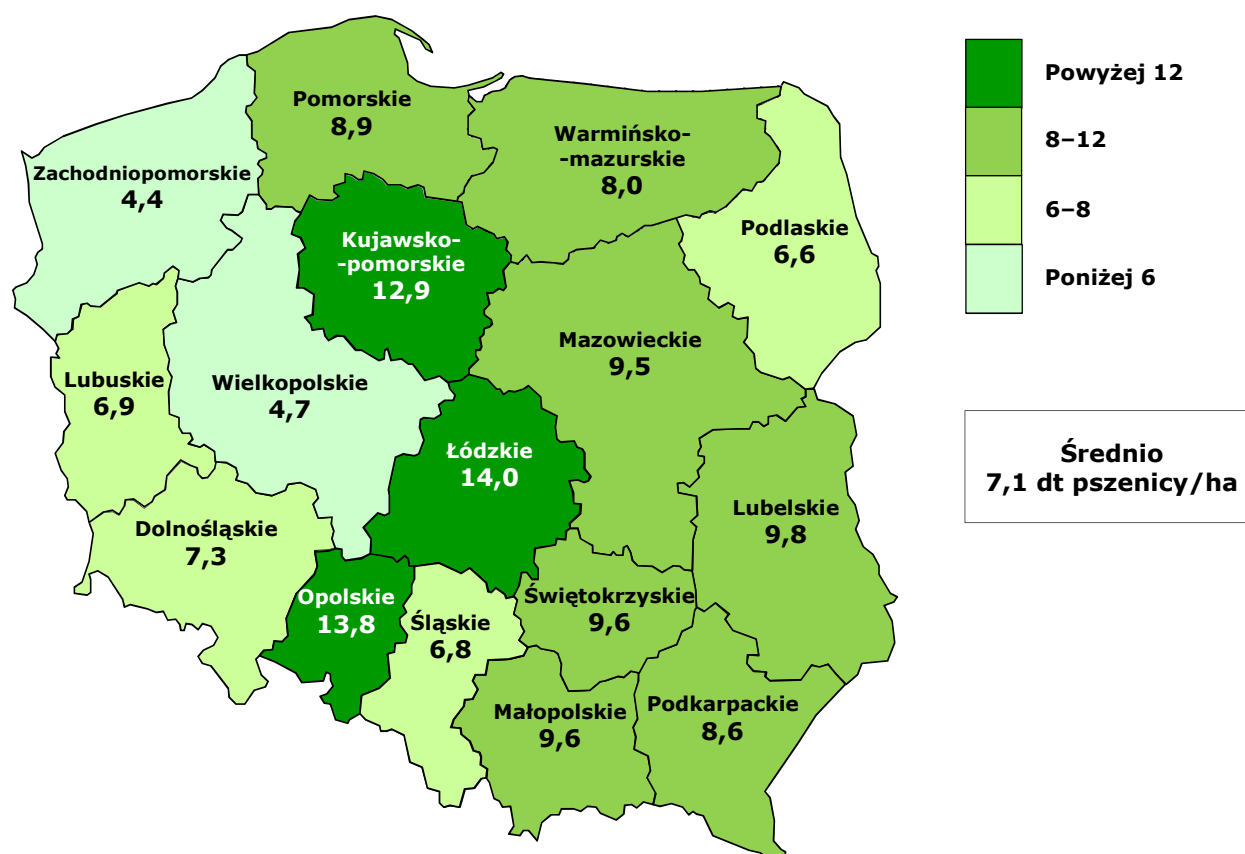 Pomorskie
8,9
Warmińsko-
-mazurskie
8,0
Zachodniopomorskie
4,4
Podlaskie
6,6
Kujawsko-
-pomorskie
12,9
Mazowieckie
9,5
Lubuskie
6,9
Wielkopolskie
4,7
Łódzkie
14,0
Lubelskie
9,8
Dolnośląskie
7,3
Opolskie
13,8
Śląskie
6,8
Świętokrzyskie
9,6
Małopolskie
9,6
Podkarpackie
8,6
Powyżej 12
8–12
6–8
Poniżej 6
Średnio
7,1 dt pszenicy/ha